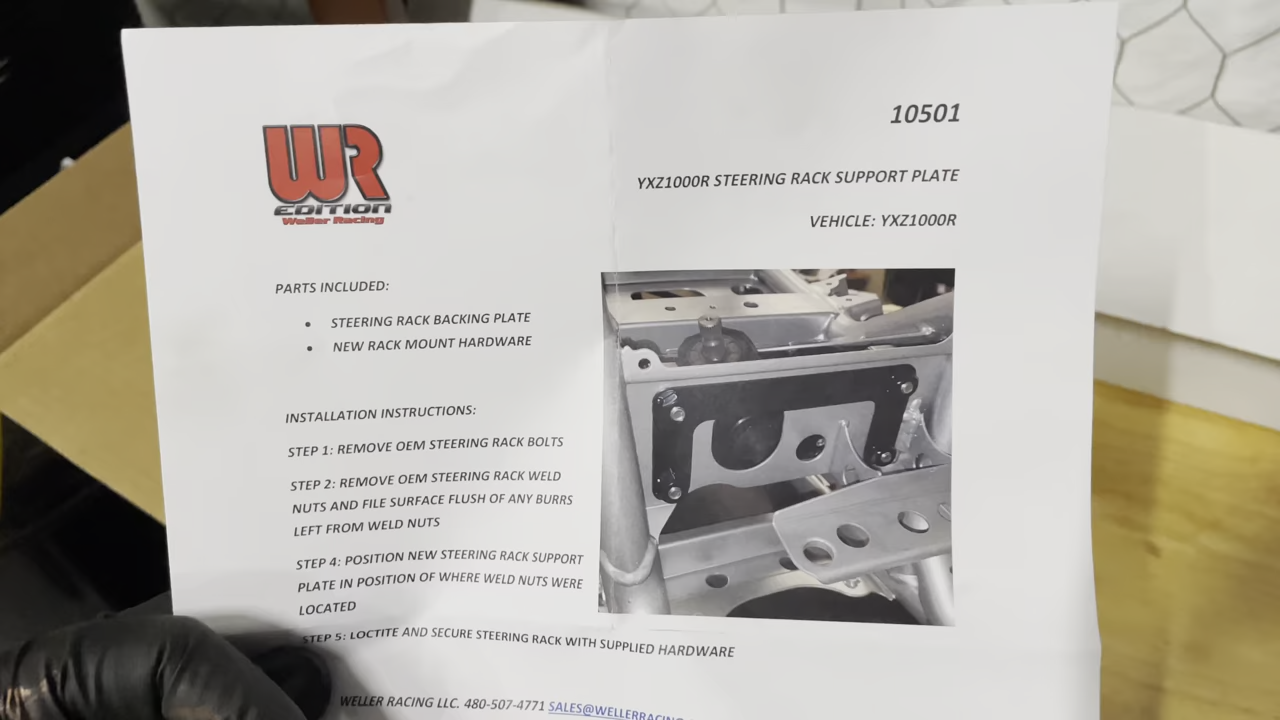 WR
EDITION
Weller Racing
10501
YXZ1000R STEERING RACK SUPPORT PLATE
VEHICLE: YXZ1000R
PARTS INCLUDED:
• STEERING RACK BACKING PLATE
• NEW RACK MOUNT HARDWARE
INSTALLATION INSTRUCTIONS:
STEP 1: REMOVE OEM STEERING RACK BOLTS
STEP 2: REMOVE OEM STEERING RACK WELD
NUTS AND FILE SURFACE FLUSH OF ANY BURRS
LEFT FROM WELD NUTS
STEP 4: POSITION NEW STEERING RACK SUPPORT
PLATE IN POSITION OF WHERE WELD NUTS WERE
LOCATED
STEP 5: LOCTITE AND SECURE STEERING RACK WITH SUPPLIED HARDWARE
WELLER RACING LLC. 480-507-4771 SALES@WELLERRACING